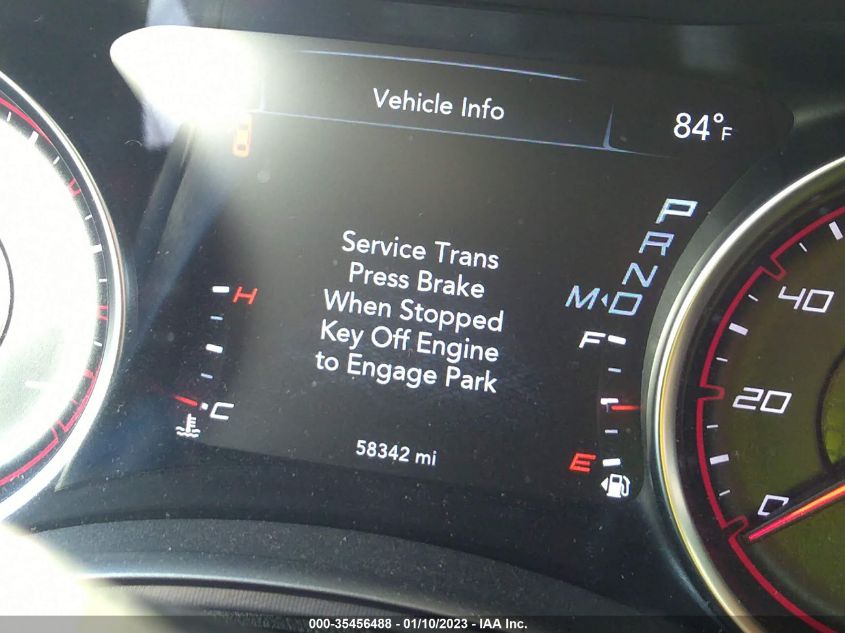 Vehicle Info
84°F
P
R
N
M D
Service Trans
Press Brake
When Stopped
Key Off Engine
to Engage Park
H
C
F
E
58342 mi
40
20
0
000-35456488 - 01/10/2023 - IAA Inc.